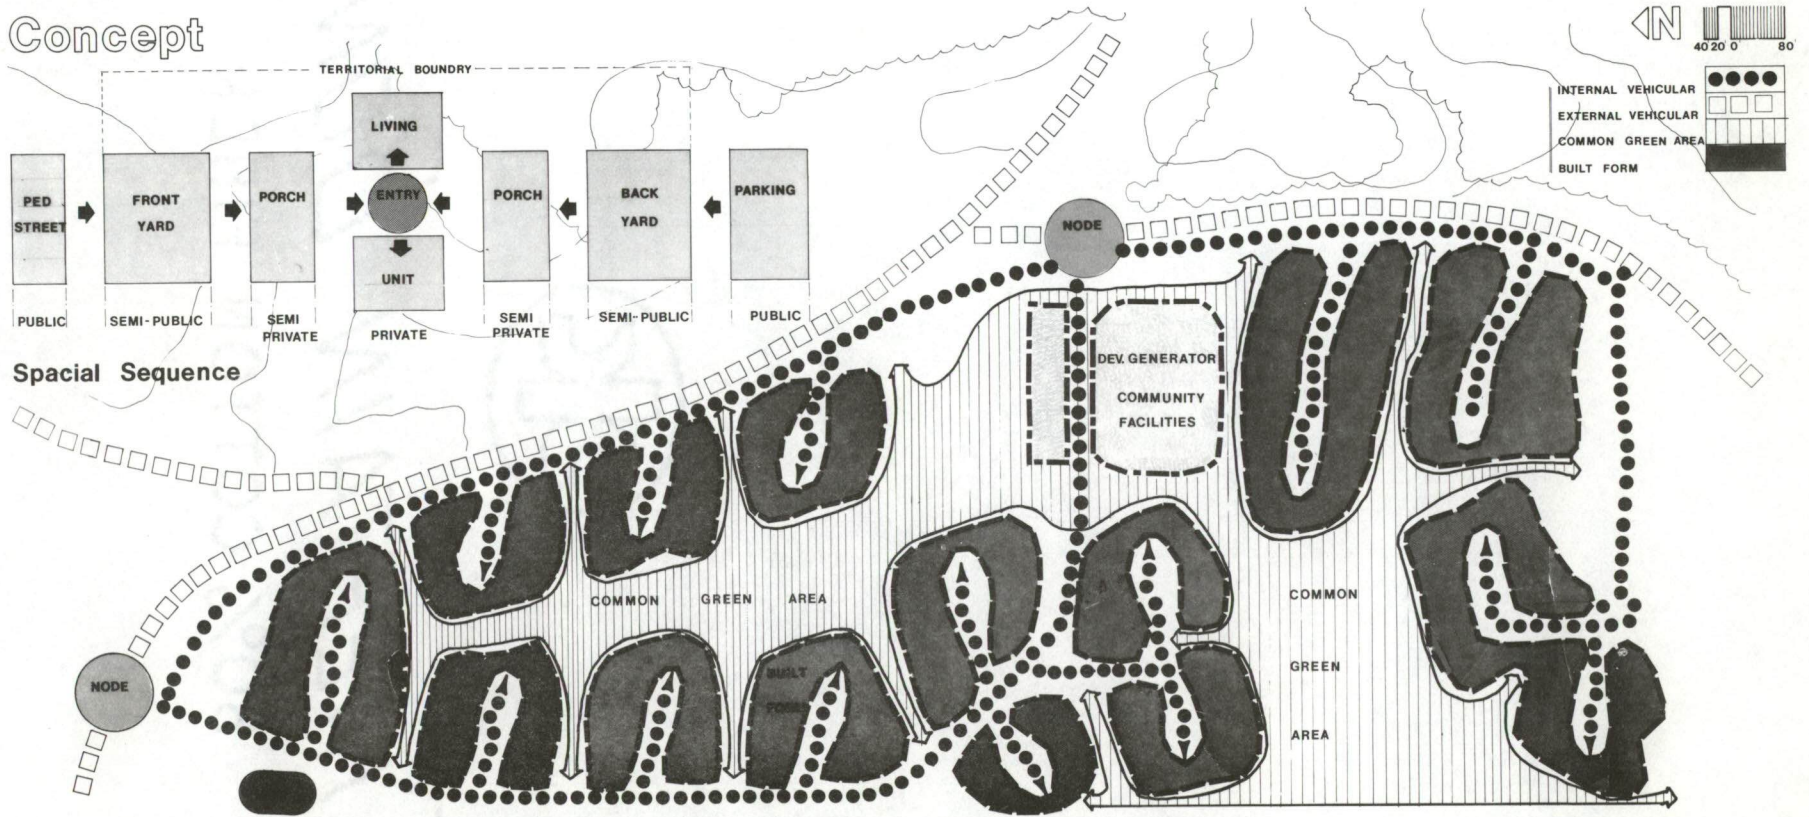 Concept
N
40 20 0 80
INTERNAL VEHICULAR
EXTERNAL VEHICULAR
COMMON GREEN AREA
BUILT FORM
TERRITORIAL BOUNDRY
PED
STREET
FRONT
YARD
PORCH
LIVING
ENTRY
UNIT
PORCH
BACK
YARD
PARKING
PUBLIC
SEMI-PUBLIC
SEMI
PRIVATE
PRIVATE
SEMI
PRIVATE
SEMI-PUBLIC
PUBLIC
Spacial Sequence
NODE
DEV. GENERATOR
COMMUNITY
FACILITIES
COMMON GREEN AREA
COMMON
GREEN
AREA
BUILT
FORM
NODE